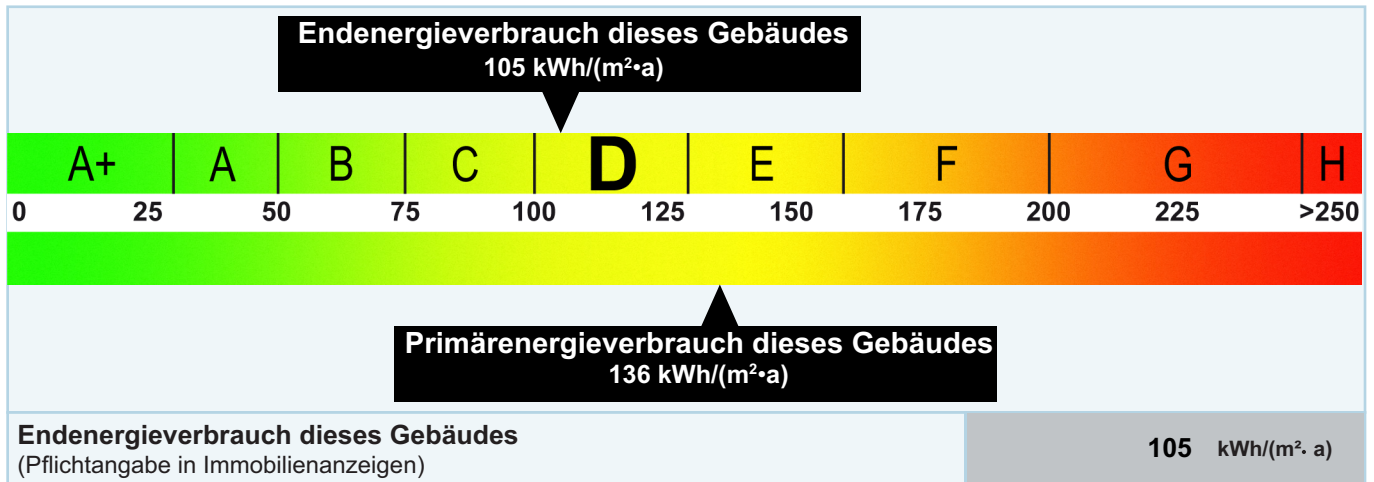 Endenergieverbrauch dieses Gebäudes
105 kWh/(m²•a)
A+ A B C D E F G H
0 25 50 75 100 125 150 175 200 225 >250
Primärenergieverbrauch dieses Gebäudes
136 kWh/(m²•a)
Endenergieverbrauch dieses Gebäudes
(Pflichtangabe in Immobilienanzeigen)
105 kWh/(m²· a)